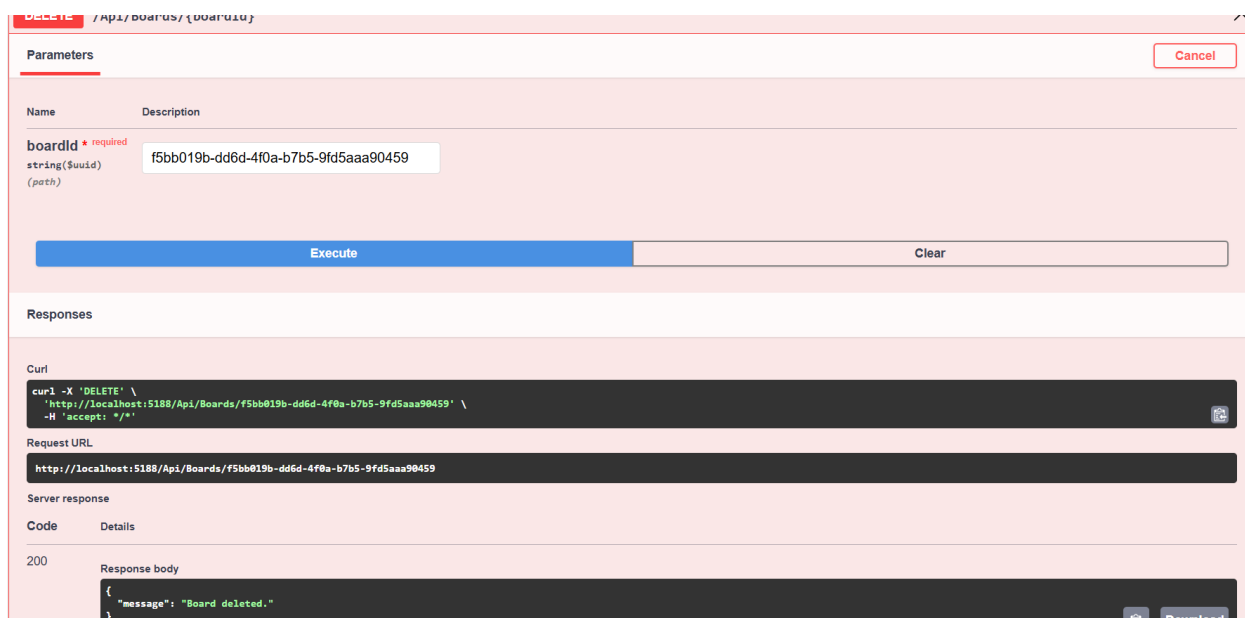 DELETE /Api/Boards/{boardId}
Parameters
Cancel
Name Description
boardId * required
string($uuid)
(path)
f5bb019b-dd6d-4f0a-b7b5-9fd5aaa90459
Execute Clear
Responses
Curl
curl -X 'DELETE' \
'http://localhost:5188/Api/Boards/f5bb019b-dd6d-4f0a-b7b5-9fd5aaa90459' \
-H 'accept: */*'
Request URL
http://localhost:5188/Api/Boards/f5bb019b-dd6d-4f0a-b7b5-9fd5aaa90459
Server response
Code Details
200
Response body
{
"message": "Board deleted."
}
Download